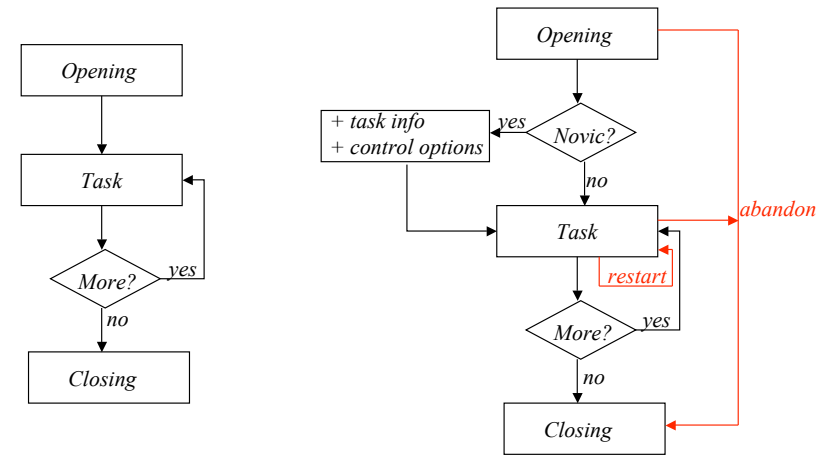 Opening
Task
More?
yes
no
Closing
Opening
Novic?
yes
+ task info
+ control options
no
Task
abandon
restart
More?
yes
no
Closing